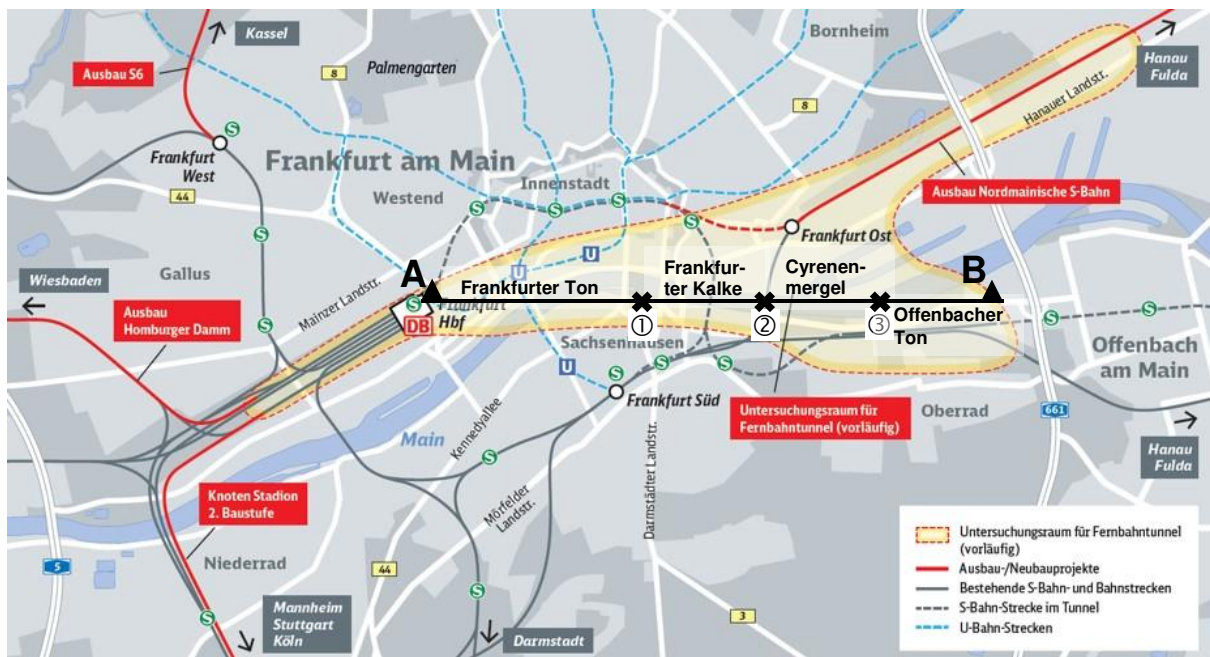 Kassel
Bornheim
Hanau
Fulda
Ausbau S6
8
Palmengarten
Hanauer Landstr.
8
S
Frankfurt
West
Frankfurt am Main
Innenstadt
Westend
44
S
S
S
S
S
Ausbau Nordmainische S-Bahn
Frankfurt Ost
Wiesbaden
Gallus
Mainzer Landstr.
U
U
A
Frankfurter Ton
Frankfur-
ter Kalke
Cyrenen-
mergel
B
S
Frankfurt
Hbf
DB
①
②
③
Offenbacher
Ton
Ausbau
Homburger Damm
Sachsenhausen
U
S
S
S
S
S
Offenbach
am Main
Frankfurt Süd
Oberrad
661
Untersuchungsraum für
Fernbahntunnel (vorläufig)
Main
Kennedyallee
Hanau
Fulda
S
Mörfelder
Landstr.
Darmstädter Landstr.
Knoten Stadion
2. Baustufe
5
Niederrad
44
S
S
Mannheim
Stuttgart
Köln
Darmstadt
3
Untersuchungsraum für Fernbahntunnel
(vorläufig)
Ausbau-/Neubauprojekte
Bestehende S-Bahn- und Bahnstrecken
S-Bahn-Strecke im Tunnel
U-Bahn-Strecken